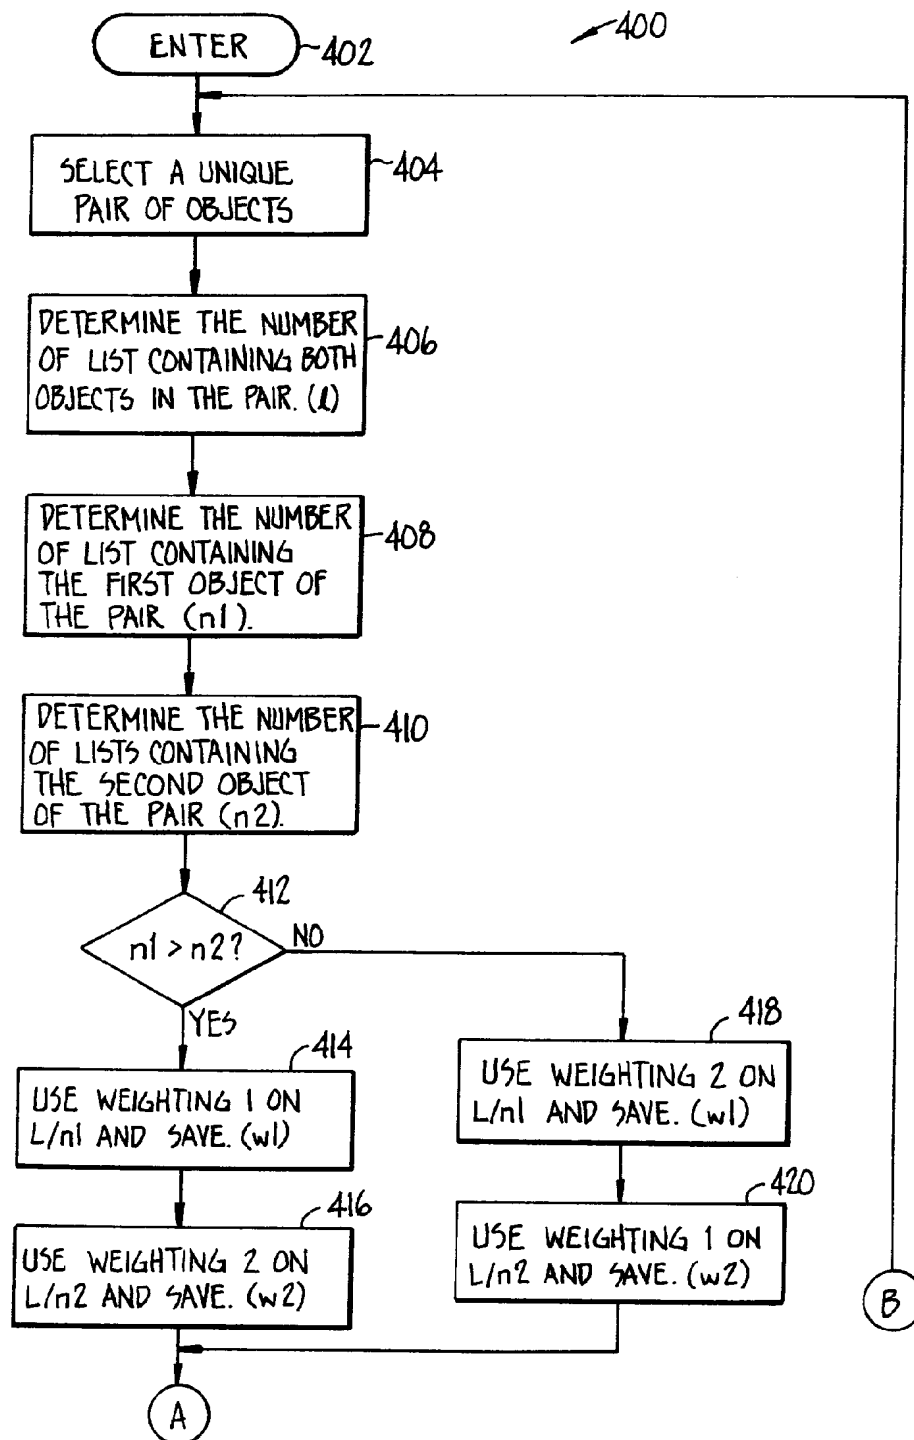 400
ENTER
402
SELECT A UNIQUE
PAIR OF OBJECTS
404
DETERMINE THE NUMBER
OF LIST CONTAINING BOTH
OBJECTS IN THE PAIR. (l)
406
DETERMINE THE NUMBER
OF LIST CONTAINING
THE FIRST OBJECT OF
THE PAIR (n1).
408
DETERMINE THE NUMBER
OF LISTS CONTAINING
THE SECOND OBJECT
OF THE PAIR (n2).
410
412
n1 > n2?
NO
YES
414
USE WEIGHTING 1 ON
L/n1 AND SAVE. (w1)
416
USE WEIGHTING 2 ON
L/n2 AND SAVE. (w2)
418
USE WEIGHTING 2 ON
L/n1 AND SAVE. (w1)
420
USE WEIGHTING 1 ON
L/n2 AND SAVE. (w2)
B
A